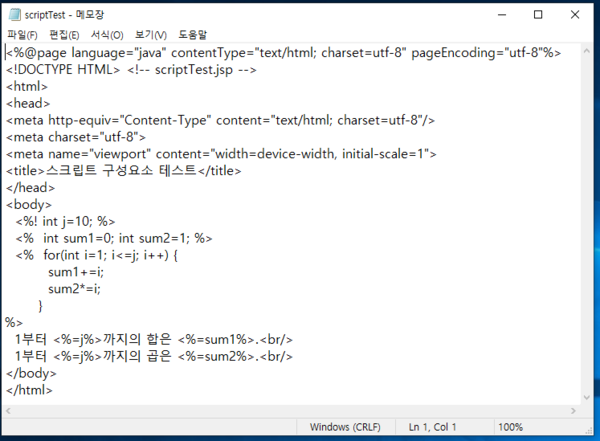 scriptTest - 메모장
파일(F) 편집(E) 서식(O) 보기(V) 도움말
<%@page language="java" contentType="text/html; charset=utf-8" pageEncoding="utf-8"%>
<!DOCTYPE HTML> <!-- scriptTest.jsp -->
<html>
<head>
<meta http-equiv="Content-Type" content="text/html; charset=utf-8"/>
<meta charset="utf-8">
<meta name="viewport" content="width=device-width, initial-scale=1">
<title>스크립트 구성요소 테스트</title>
</head>
<body>
<%! int j=10; %>
<% int sum1=0; int sum2=1; %>
<% for(int i=1; i<=j; i++) {
sum1+=i;
sum2*=i;
}
%>
1부터 <%=j%>까지의 합은 <%=sum1%>.<br/>
1부터 <%=j%>까지의 곱은 <%=sum2%>.<br/>
</body>
</html>
Windows (CRLF) Ln 1, Col 1 100%